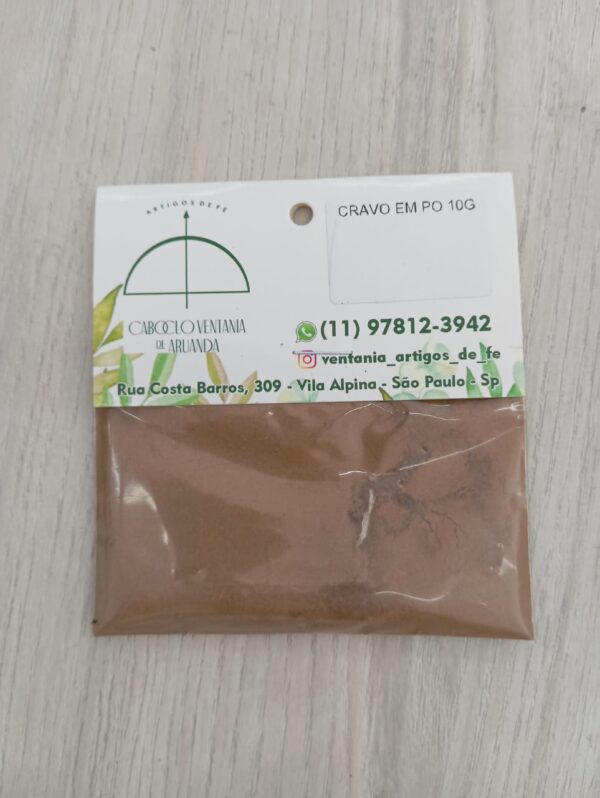 ARTIGOS DE FÉ
CABOCLO VENTANIA
DE ARUANDA
CRAVO EM PO 10G
(11) 97812-3942
ventania_artigos_de_fe
Rua Costa Barros, 309 - Vila Alpina - São Paulo - Sp